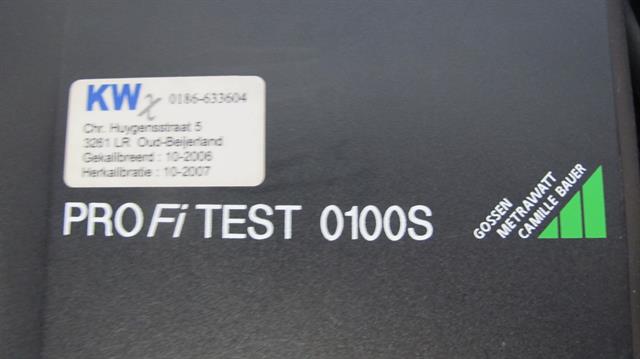 KWx 0186-633604
Chr. Huygensstraat 5
3261 LR Oud-Beijerland
Gekalibreerd : 10-2006
Herkalibratie : 10-2007
PROFiTEST 0100S
GOSSEN
METRAWATT
CAMILLE BAUER